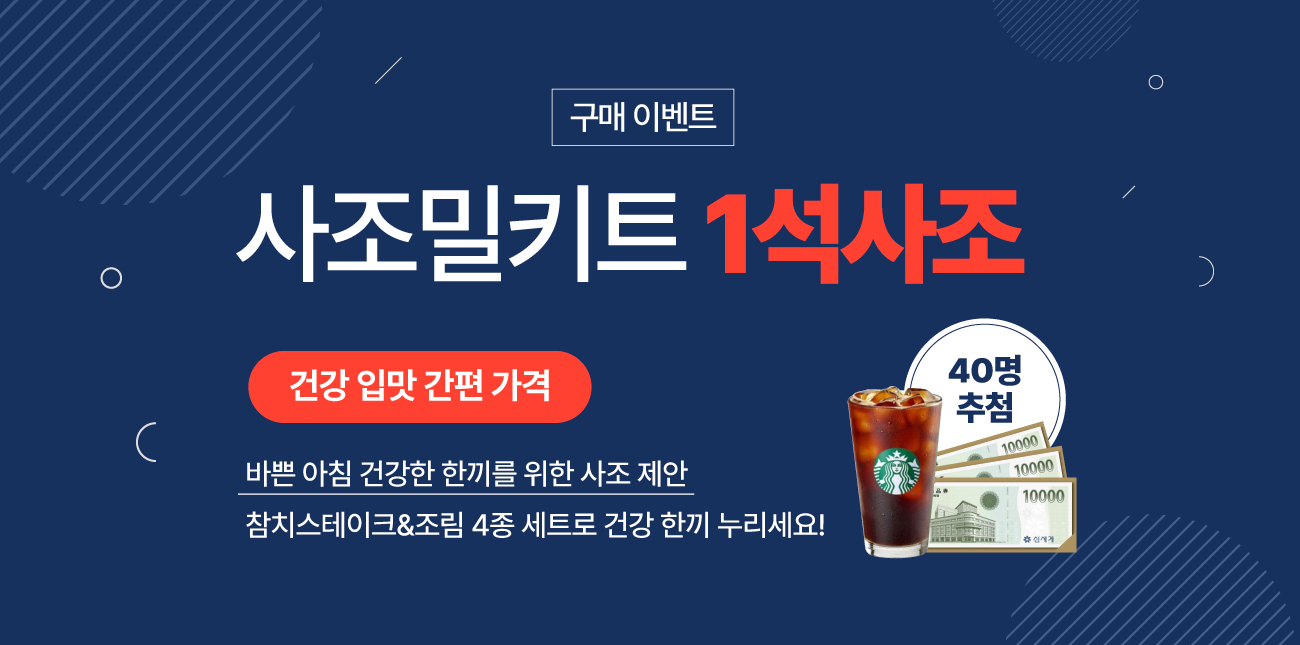 구매 이벤트
사조밀키트 1석사조
건강 입맛 간편 가격
40명
추첨
바쁜 아침 건강한 한끼를 위한 사조 제안
참치스테이크&조림 4종 세트로 건강 한끼 누리세요!
10000
10000
10000
신세계